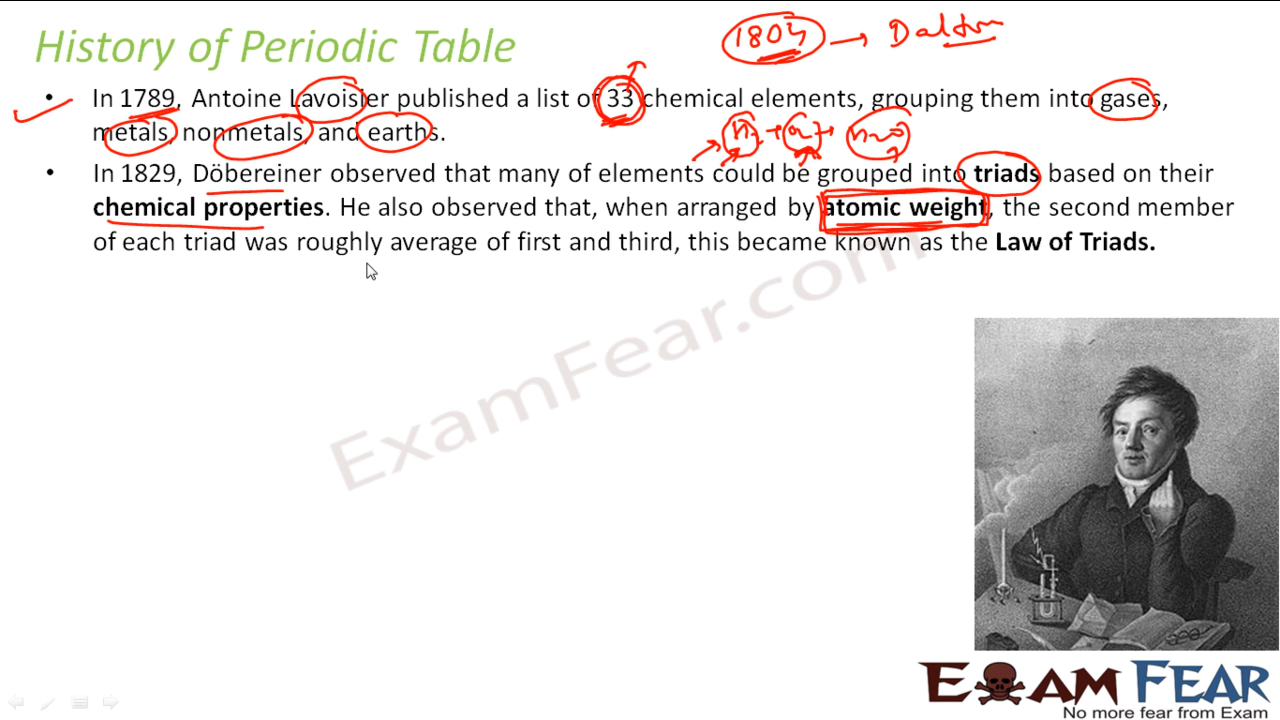 1803 → Dalton
History of Periodic Table
• In 1789, Antoine Lavoisier published a list of 33 chemical elements, grouping them into gases,
metals, nonmetals, and earths.
• In 1829, Döbereiner observed that many of elements could be grouped into triads based on their
chemical properties. He also observed that, when arranged by atomic weight, the second member
of each triad was roughly average of first and third, this became known as the Law of Triads.
ExamFear.com
EXAM FEAR
No more fear from Exam